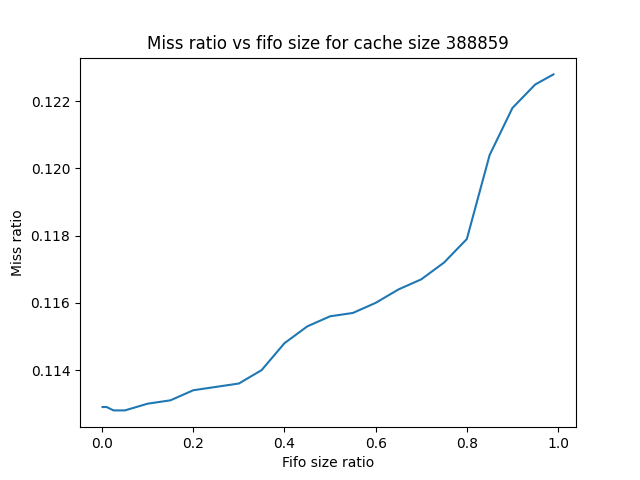 Miss ratio vs fifo size for cache size 388859
0.122
0.120
0.118
0.116
0.114
Miss ratio
0.0 0.2 0.4 0.6 0.8 1.0
Fifo size ratio